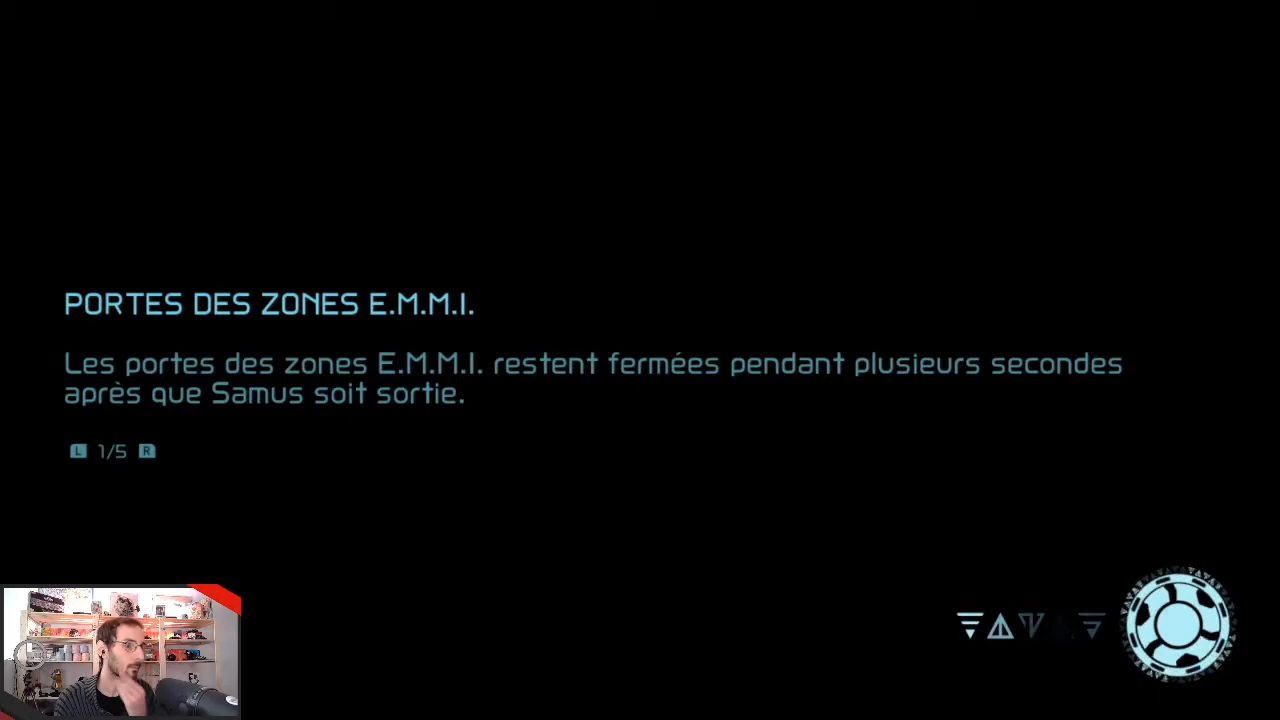 PORTES DES ZONES E.M.M.I.
Les portes des zones E.M.M.I. restent fermées pendant plusieurs secondes
après que Samus soit sortie.
L 1/5 R